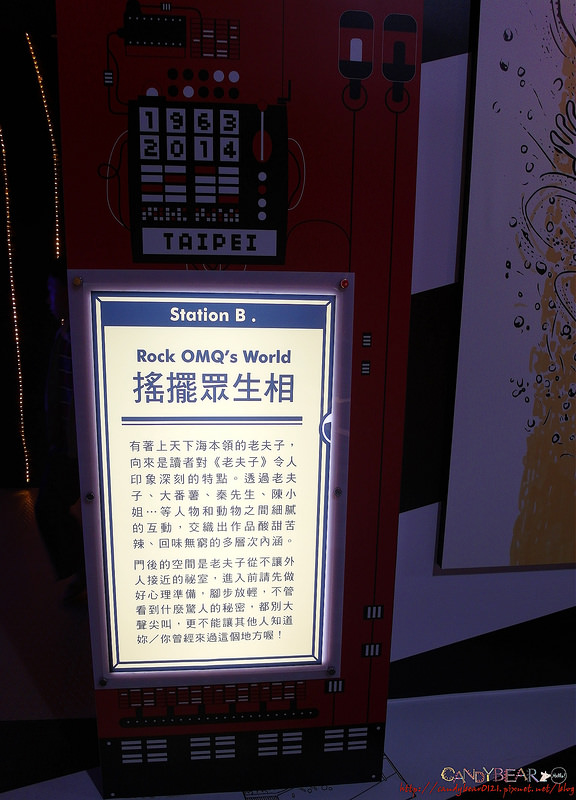 1963
2014
TAIPEI
Station B .
Rock OMQ's World
搖擺眾生相
有著上天下海本領的老夫子，
向來是讀者對《老夫子》令人
印象深刻的特點。透過老夫
子、大番薯、秦先生、陳小
姐…等人物和動物之間細膩
的互動，交織出作品酸甜苦
辣、回味無窮的多層次內涵。
門後的空間是老夫子從不讓外
人接近的祕室，進入前請先做
好心理準備，腳步放輕，不管
看到什麼驚人的秘密，都別大
聲尖叫，更不能讓其他人知道
妳／你曾經來過這個地方喔！
CANDYBEAR
http://candybear0121.pixnet.net/blog